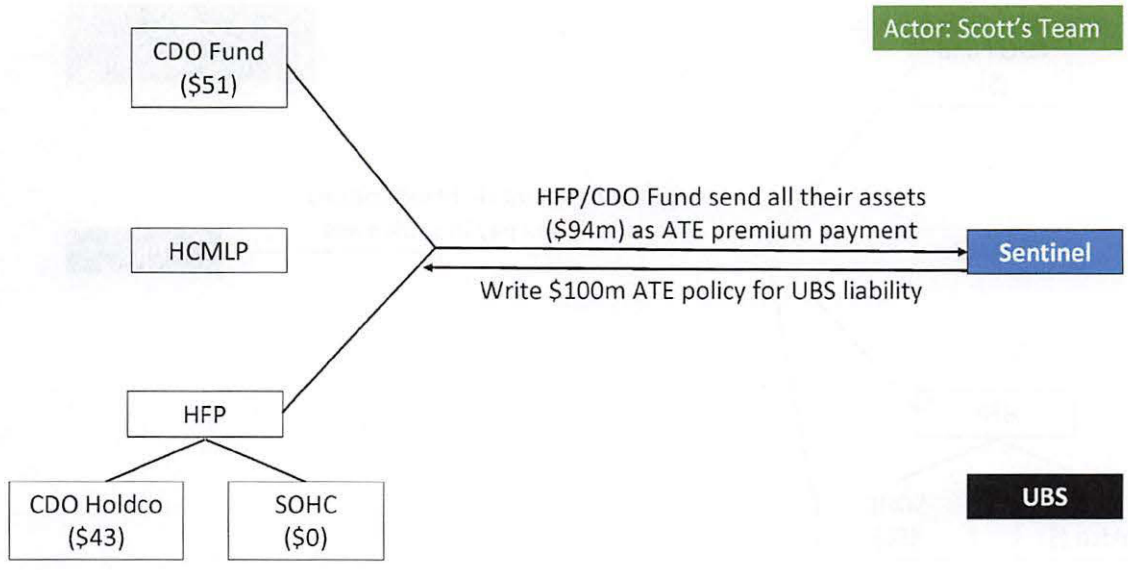 Actor: Scott's Team
CDO Fund
($51)
HFP/CDO Fund send all their assets
($94m) as ATE premium payment
HCMLP
Sentinel
Write $100m ATE policy for UBS liability
HFP
CDO Holdco
($43)
SOHC
($0)
UBS